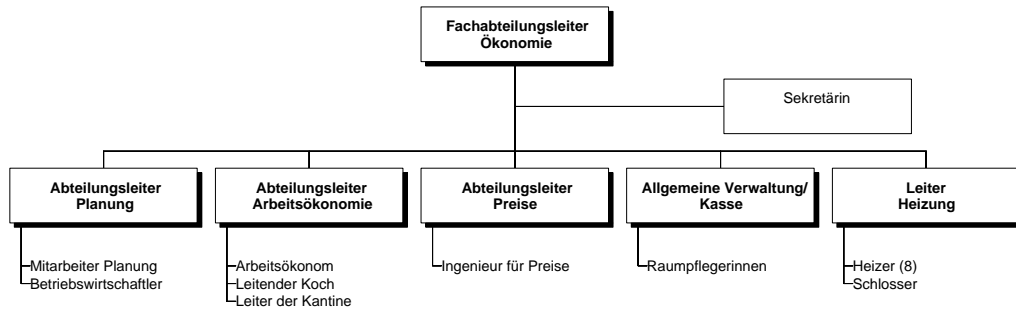 Fachabteilungsleiter
Ökonomie
Sekretärin
Abteilungsleiter
Planung
Abteilungsleiter
Arbeitsökonomie
Abteilungsleiter
Preise
Allgemeine Verwaltung/
Kasse
Leiter
Heizung
Mitarbeiter Planung
Betriebswirtschaftler
Arbeitsökonom
Leitender Koch
Leiter der Kantine
Ingenieur für Preise
Raumpflegerinnen
Heizer (8)
Schlosser